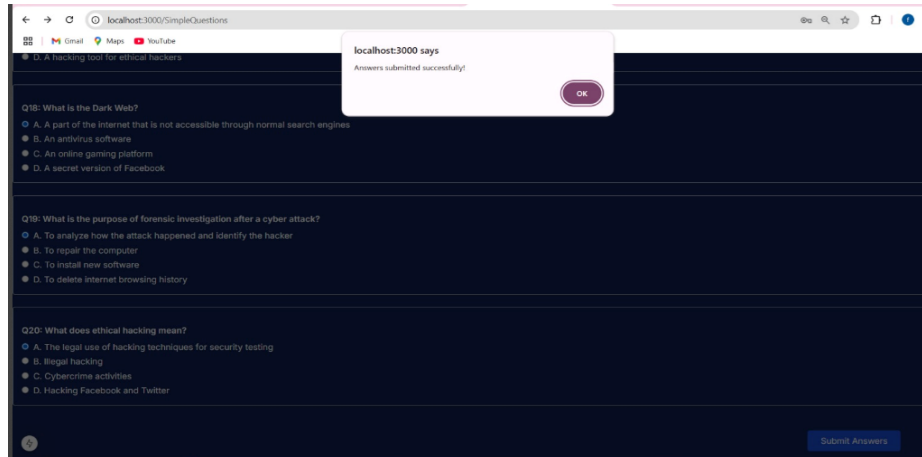 localhost:3000/SimpleQuestions
Gmail Maps YouTube
localhost:3000 says
Answers submitted successfully!
OK
D. A hacking tool for ethical hackers
Q18: What is the Dark Web?
A. A part of the internet that is not accessible through normal search engines
B. An antivirus software
C. An online gaming platform
D. A secret version of Facebook
Q19: What is the purpose of forensic investigation after a cyber attack?
A. To analyze how the attack happened and identify the hacker
B. To repair the computer
C. To install new software
D. To delete internet browsing history
Q20: What does ethical hacking mean?
A. The legal use of hacking techniques for security testing
B. Illegal hacking
C. Cybercrime activities
D. Hacking Facebook and Twitter
Submit Answers